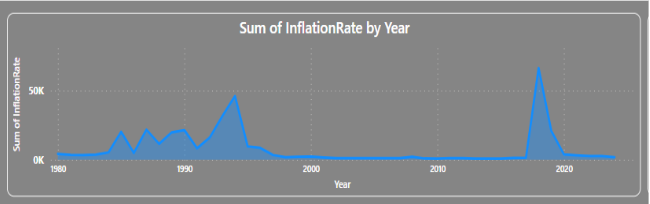 Sum of InflationRate by Year
Sum of InflationRate
50K
0K
1980
1990
2000
2010
2020
Year